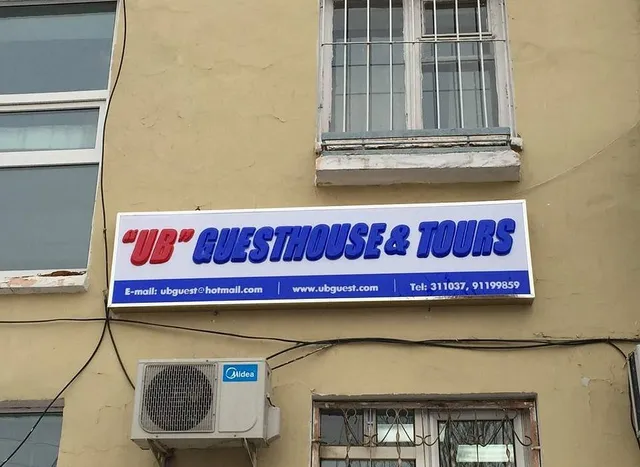 "UB" GUESTHOUSE & TOURS
E-mail: ubguest@hotmail.com | www.ubguest.com | Tel: 311037, 91199859
Midea